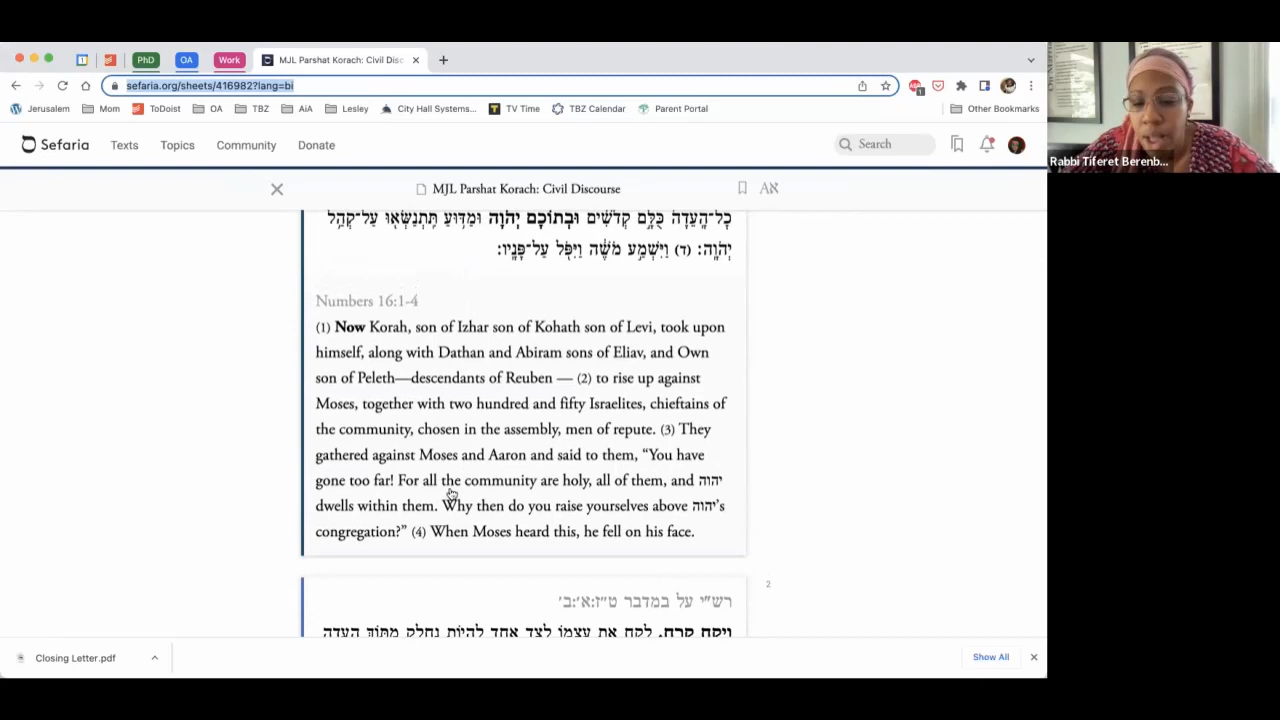 1
PhD
OA
Work
MJL Parshat Korach: Civil Disc
sefaria.org/sheets/416982?lang=bi
1
Jerusalem
Mom
ToDoist
OA
TBZ
AiA
Lesley
City Hall Systems...
TV Time
TBZ Calendar
Parent Portal
Other Bookmarks
Sefaria
Texts
Topics
Community
Donate
Search
MJL Parshat Korach: Civil Discourse
Aא
כׇל־הָֽעֵדָה֙ כֻּלָּ֣ם קְדֹשִׁ֔ים וּבְתוֹכָ֖ם יְהֹוָ֑ה וּמַדּ֥וּעַ תִּֽתְנַשְּׂא֖וּ עַל־קְהַ֥ל
יְהֹוָֽה׃ (ד) וַיִּשְׁמַ֣ע מֹשֶׁ֔ה וַיִּפֹּ֖ל עַל־פָּנָֽיו׃
Numbers 16:1-4
(1) Now Korah, son of Izhar son of Kohath son of Levi, took upon
himself, along with Dathan and Abiram sons of Eliav, and Own
son of Peleth—descendants of Reuben — (2) to rise up against
Moses, together with two hundred and fifty Israelites, chieftains of
the community, chosen in the assembly, men of repute. (3) They
gathered against Moses and Aaron and said to them, “You have
gone too far! For all the community are holy, all of them, and יהוה
dwells within them. Why then do you raise yourselves above יהוה’s
congregation?” (4) When Moses heard this, he fell on his face.
2
רש״י על במדבר ט״ז:א׳:ב׳
ויקח קרח. לָקַח אֶת עַצְמוֹ לְצַד אֶחָד לִהְיוֹת נֶחֱלָק מִתּוֹךְ הָעֵדָה
Closing Letter.pdf
Show All
Rabbi Tiferet Berenb...